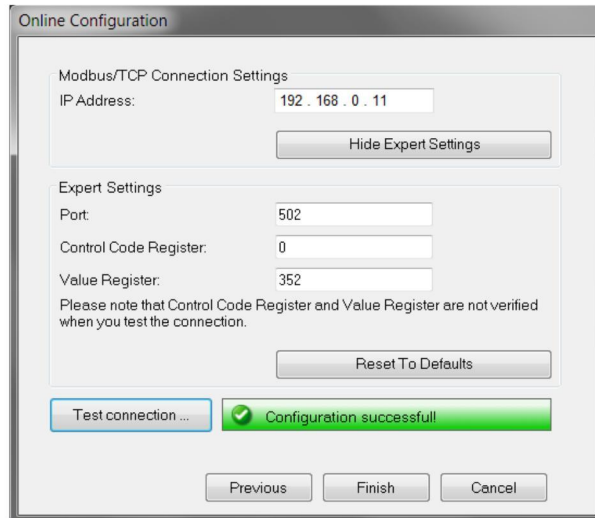 Online Configuration
Modbus/TCP Connection Settings
IP Address:
192 . 168 . 0 . 11
Hide Expert Settings
Expert Settings
Port:
502
Control Code Register:
0
Value Register:
352
Please note that Control Code Register and Value Register are not verified
when you test the connection.
Reset To Defaults
Test connection ...
Configuration successful!
Previous
Finish
Cancel